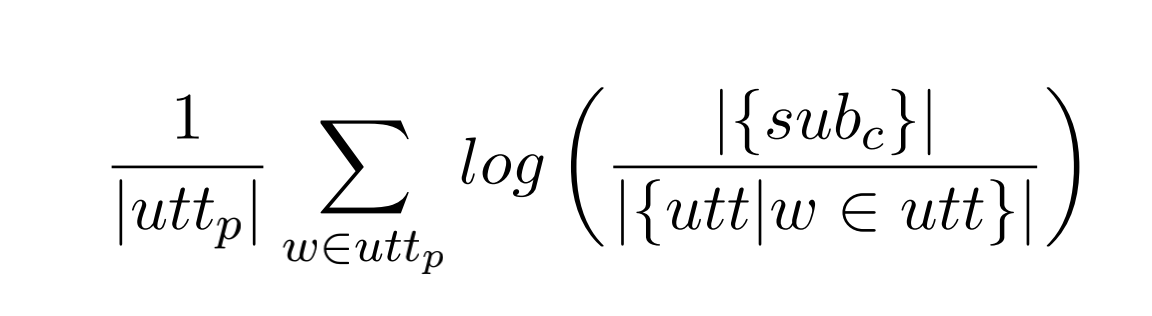 \frac{1}{|utt_p|} \sum_{w \in utt_p} log \left( \frac{|\{sub_c\}|}{|\{utt|w \in utt\}|} \right)